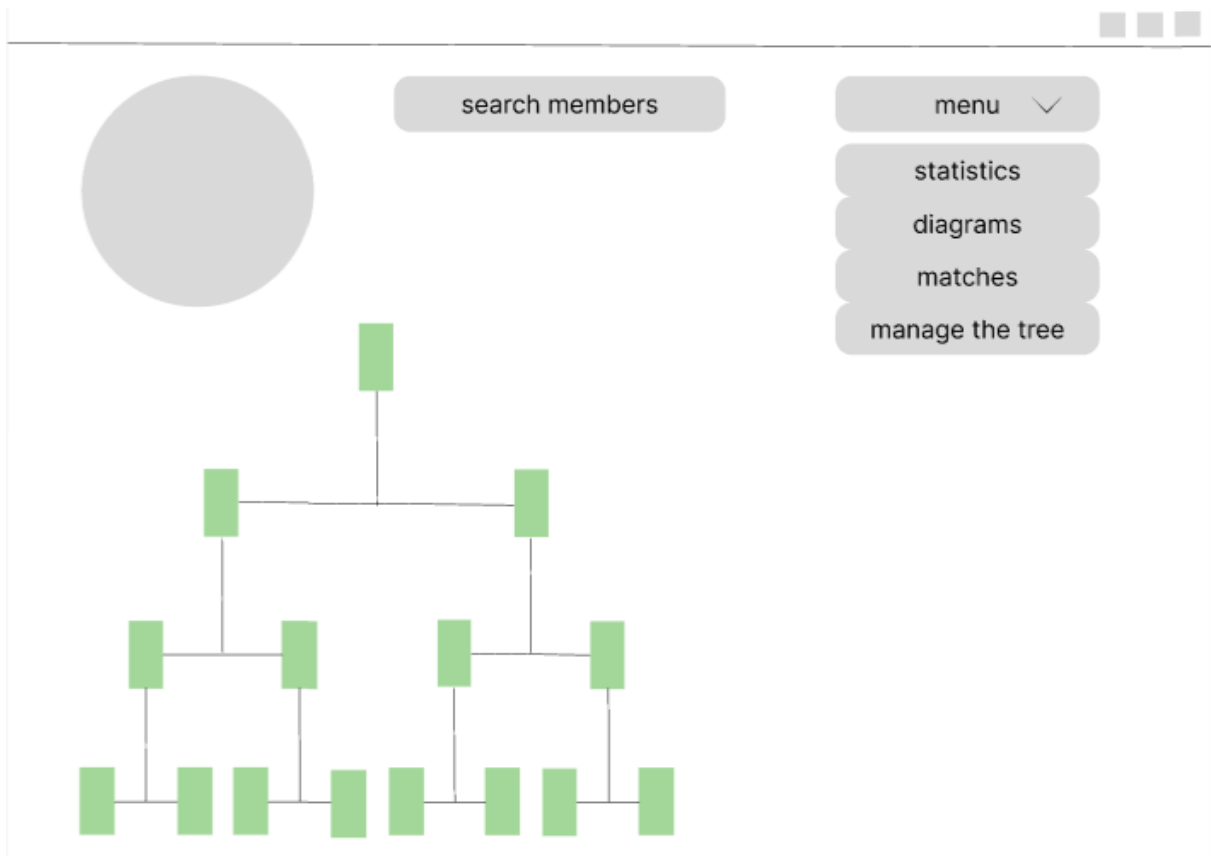 search members
menu
statistics
diagrams
matches
manage the tree